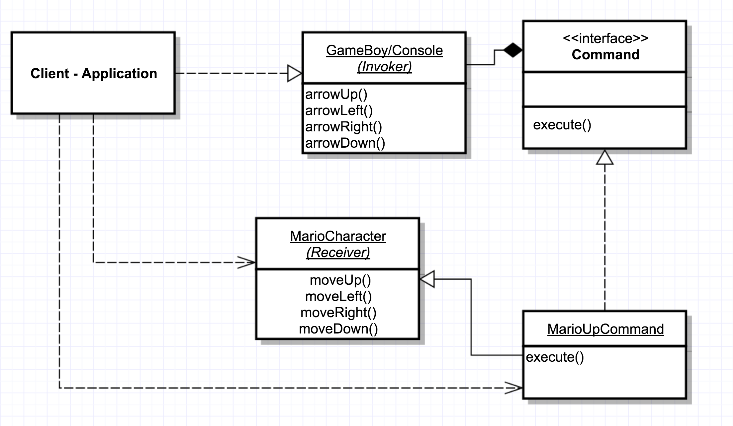 Client - Application
GameBoy/Console
(Invoker)
arrowUp()
arrowLeft()
arrowRight()
arrowDown()
<<interface>>
Command
execute()
MarioCharacter
(Receiver)
moveUp()
moveLeft()
moveRight()
moveDown()
MarioUpCommand
execute()